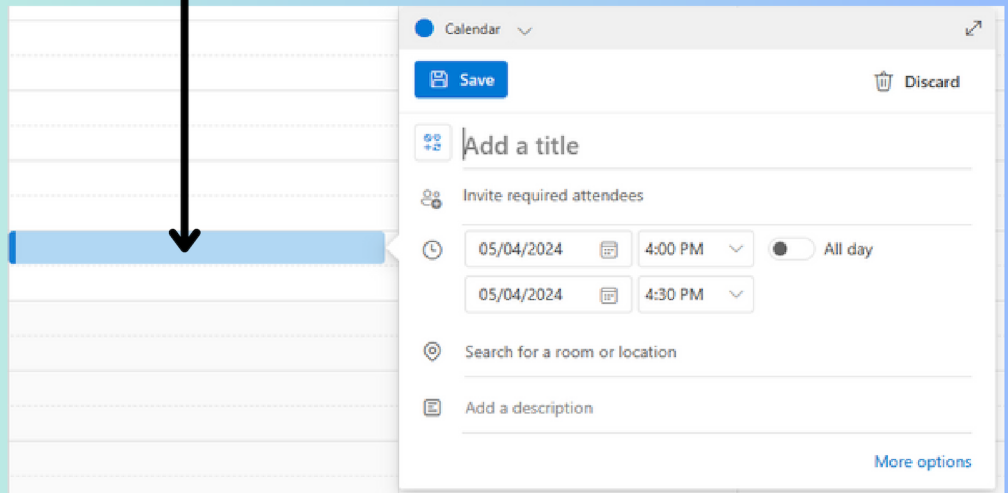 Calendar
Save
Discard
Add a title
Invite required attendees
05/04/2024 4:00 PM All day
05/04/2024 4:30 PM
Search for a room or location
Add a description
More options